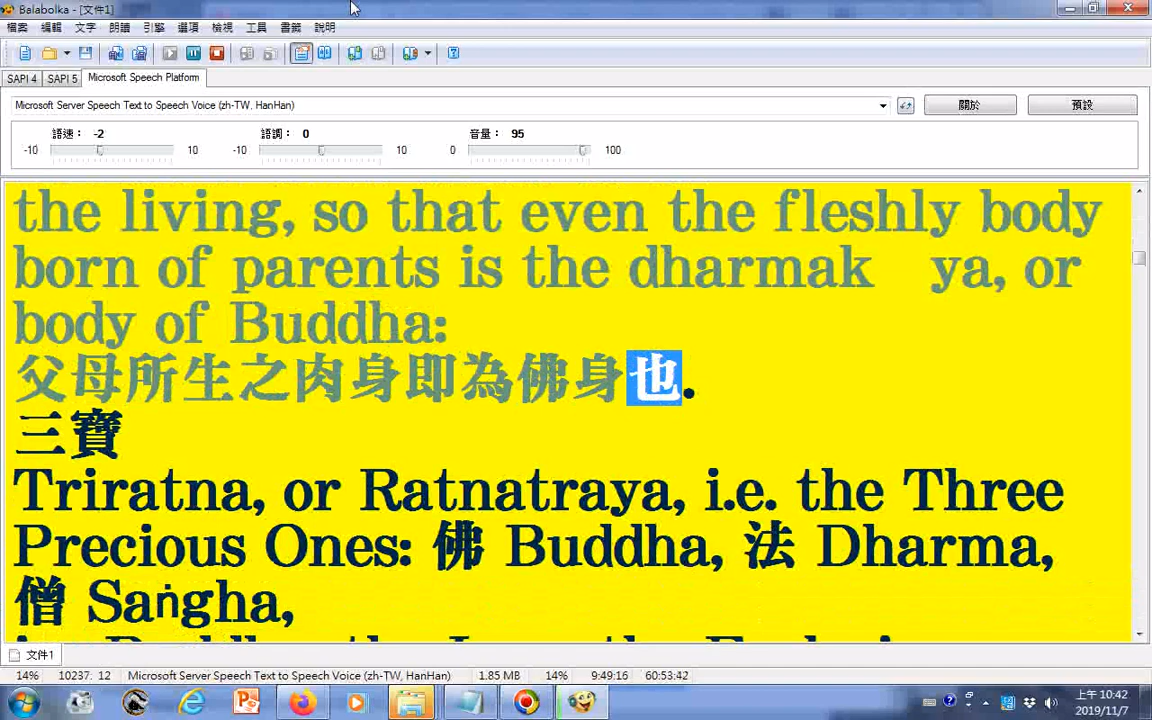 Balabolka - [文件1]
檔案 編輯 文字 朗讀 引擎 選項 檢視 工具 書籤 說明
SAPI 4 SAPI 5 Microsoft Speech Platform
Microsoft Server Speech Text to Speech Voice (zh-TW, HanHan) 關於 預設
語速： -2 語調： 0 音量： 95
-10 10 -10 10 0 100
the living, so that even the fleshly body
born of parents is the dharmak ya, or
body of Buddha:
父母所生之肉身即為佛身也.
三寶
Triratna, or Ratnatraya, i.e. the Three
Precious Ones: 佛 Buddha, 法 Dharma,
僧 Saṅgha,
文件1
14% 10237: 12 Microsoft Server Speech Text to Speech Voice (zh-TW, HanHan) 1.85 MB 14% 9:49:16 60:53:42
上午 10:42
2019/11/7